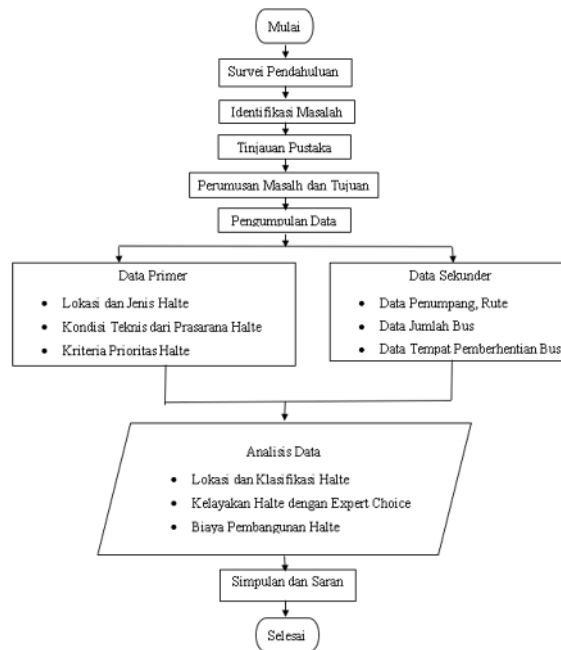 Mulai
Survei Pendahuluan
Identifikasi Masalah
Tinjauan Pustaka
Perumusan Masalh dan Tujuan
Pengumpulan Data
Data Primer
• Lokasi dan Jenis Halte
• Kondisi Teknis dari Prasarana Halte
• Kriteria Prioritas Halte
Data Sekunder
• Data Penumpang, Rute
• Data Jumlah Bus
• Data Tempat Pemberhentian Bus
Analisis Data
• Lokasi dan Klasifikasi Halte
• Kelayakan Halte dengan Expert Choice
• Biaya Pembangunan Halte
Simpulan dan Saran
Selesai